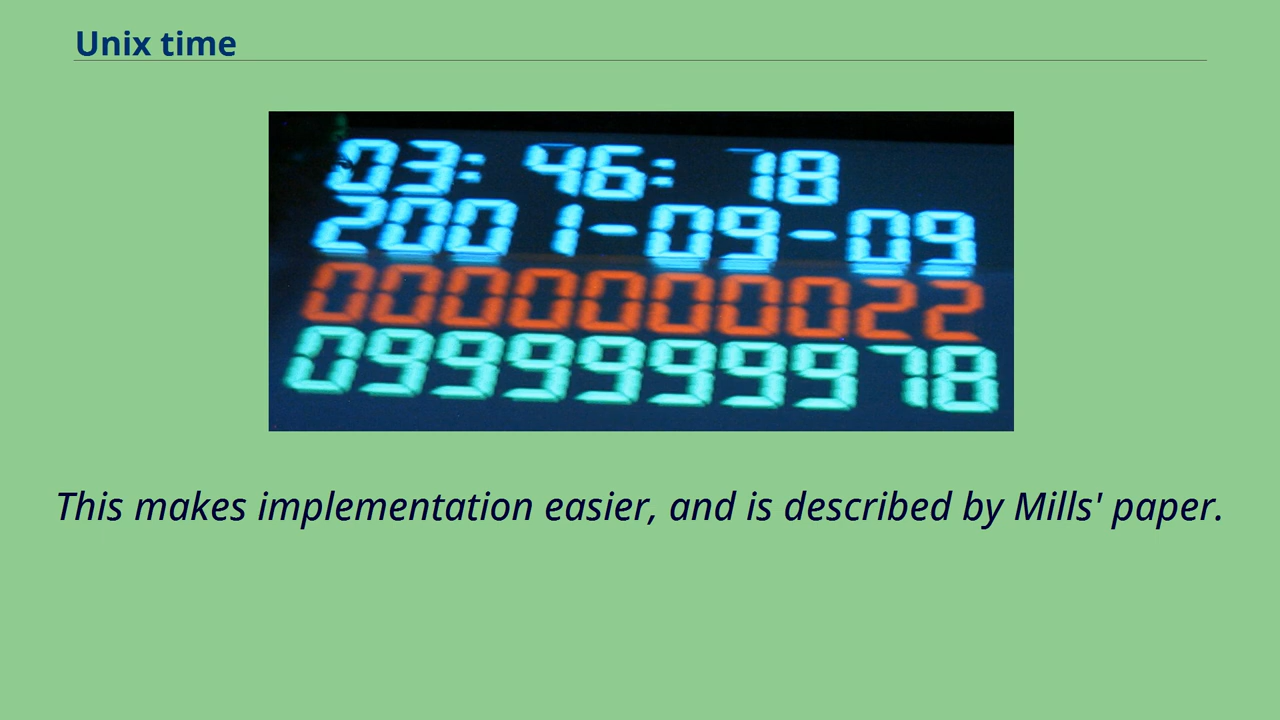 Unix time
03: 46: 18
2001-09-09
0000000022
0999999978
This makes implementation easier, and is described by Mills' paper.